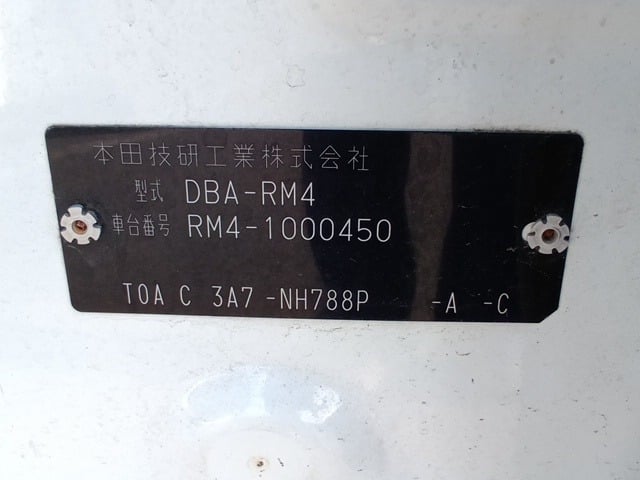 本田技研工業株式会社
型式 DBA-RM4
車台番号 RM4-1000450
TOA C 3A7 -NH788P -A -C